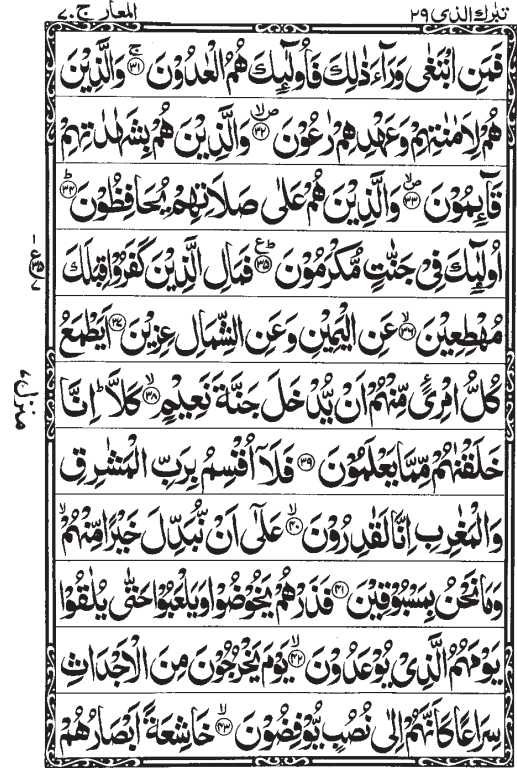 تبٰرك الذی ٢٩
المعارج ٧٠
فَمَنِ ابْتَغٰى وَرَآءَ ذٰلِكَ فَاُولٰٓئِكَ هُمُ الْعٰدُوْنَ ۚ﴿٣١﴾ وَالَّذِيْنَ
هُمْ لِاَمٰنٰتِهِمْ وَعَهْدِهِمْ رٰعُوْنَ ۪ۙ﴿٣٢﴾ وَالَّذِيْنَ هُمْ بِشَهٰدٰتِهِمْ
قَآئِمُوْنَ ۪ۙ﴿٣٣﴾ وَالَّذِيْنَ هُمْ عَلٰى صَلَاتِهِمْ يُحَافِظُوْنَ ؕ﴿٣٤﴾
اُولٰٓئِكَ فِيْ جَنّٰتٍ مُّكْرَمُوْنَ ؕع﴿٣٥﴾ فَمَالِ الَّذِيْنَ كَفَرُوْا قِبَلَكَ
مُهْطِعِيْنَ ۙ﴿٣٦﴾ عَنِ الْيَمِيْنِ وَعَنِ الشِّمَالِ عِزِيْنَ ﴿٣٧﴾ اَيَطْمَعُ
كُلُّ امْرِئٍ مِّنْهُمْ اَنْ يُّدْخَلَ جَنَّةَ نَعِيْمٍ ۙ﴿٣٨﴾ كَلَّا ؕ اِنَّا
خَلَقْنٰهُمْ مِّمَّا يَعْلَمُوْنَ ﴿٣٩﴾ فَلَآ اُقْسِمُ بِرَبِّ الْمَشٰرِقِ
وَالْمَغٰرِبِ اِنَّا لَقٰدِرُوْنَ ۙ﴿٤٠﴾ عَلٰٓى اَنْ نُّبَدِّلَ خَيْرًا مِّنْهُمْ ۙ
وَمَا نَحْنُ بِمَسْبُوْقِيْنَ ﴿٤١﴾ فَذَرْهُمْ يَخُوْضُوْا وَيَلْعَبُوْا حَتّٰى يُلٰقُوْا
يَوْمَهُمُ الَّذِيْ يُوْعَدُوْنَ ۙ﴿٤٢﴾ يَوْمَ يَخْرُجُوْنَ مِنَ الْاَجْدَاثِ
سِرَاعًا كَاَنَّهُمْ اِلٰى نُصُبٍ يُّوْفِضُوْنَ ۙ﴿٤٣﴾ خَاشِعَةً اَبْصَارُهُمْ
منزل ٧